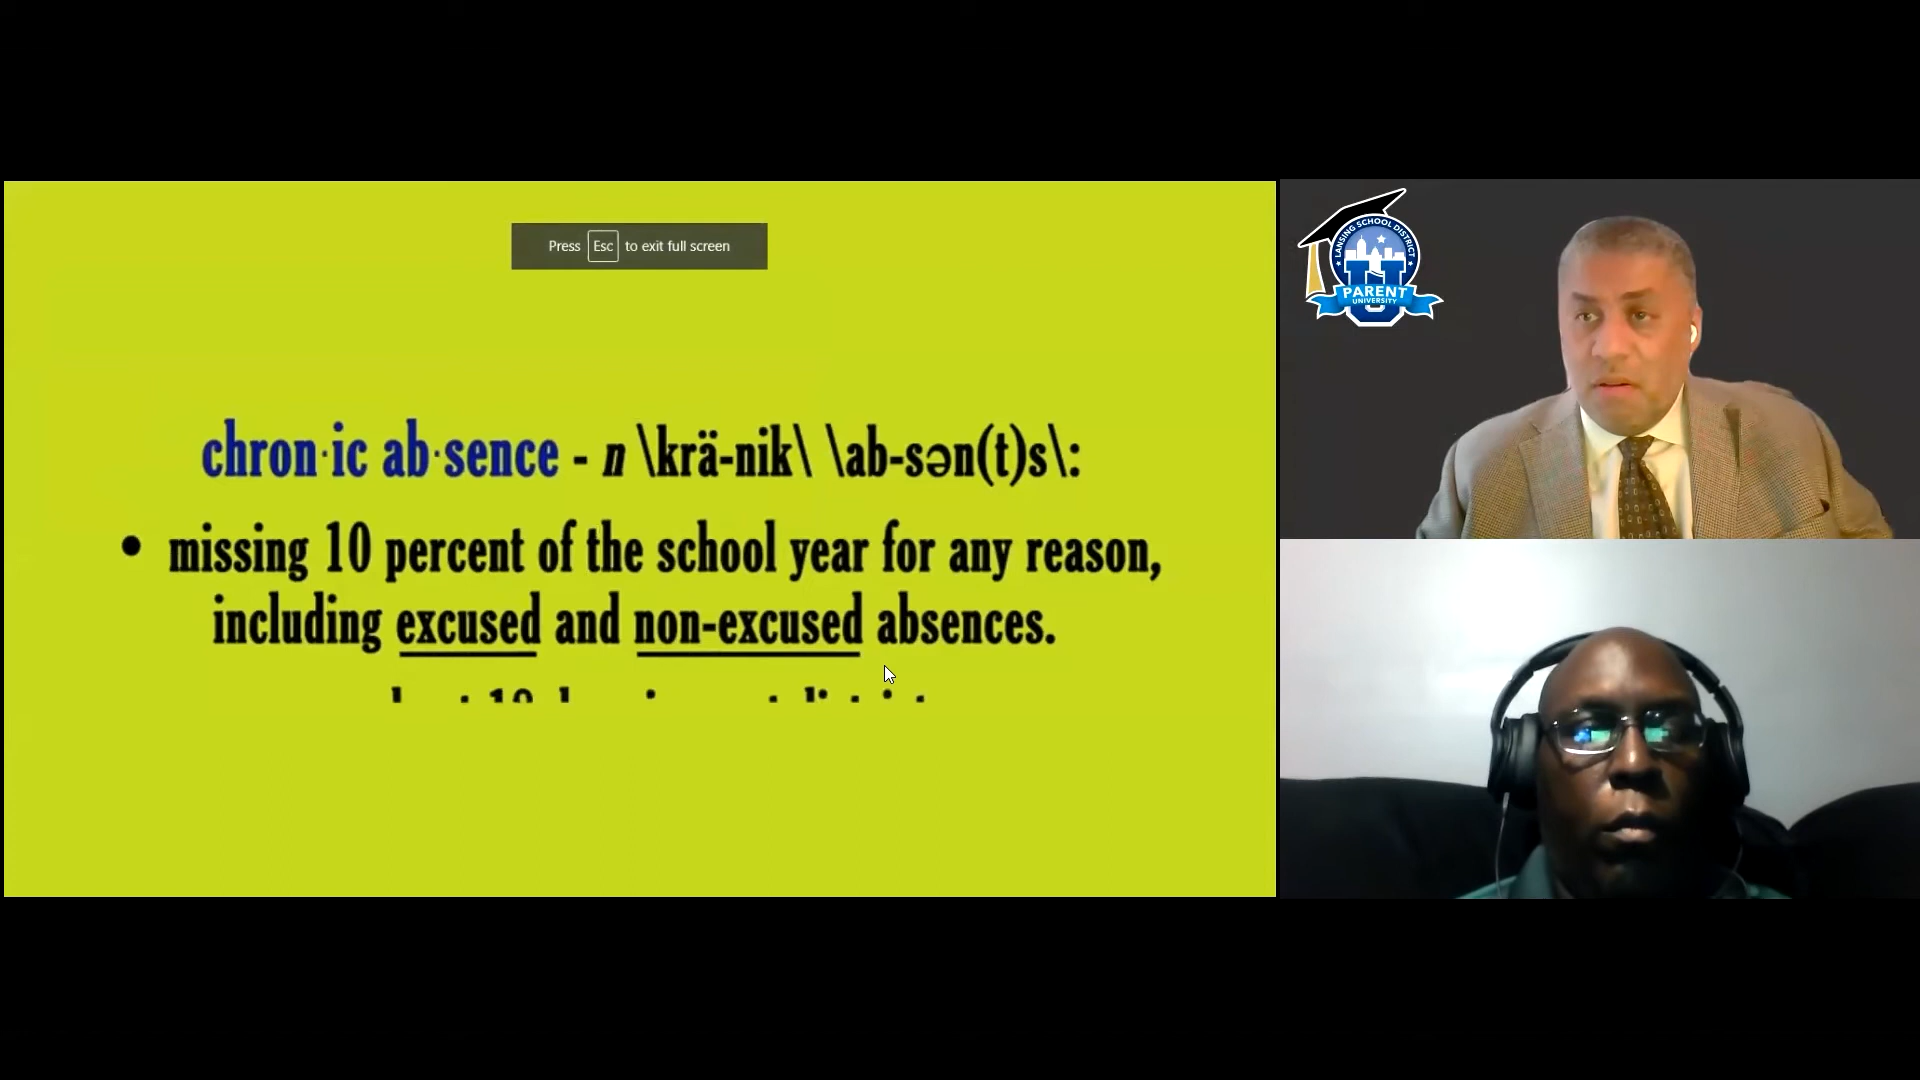 Press Esc to exit full screen
chron·ic ab·sence - n \krä-nik\ \ab-sən(t)s\:
• missing 10 percent of the school year for any reason,
including excused and non-excused absences.
LANSING SCHOOL DISTRICT
U
PARENT
UNIVERSITY